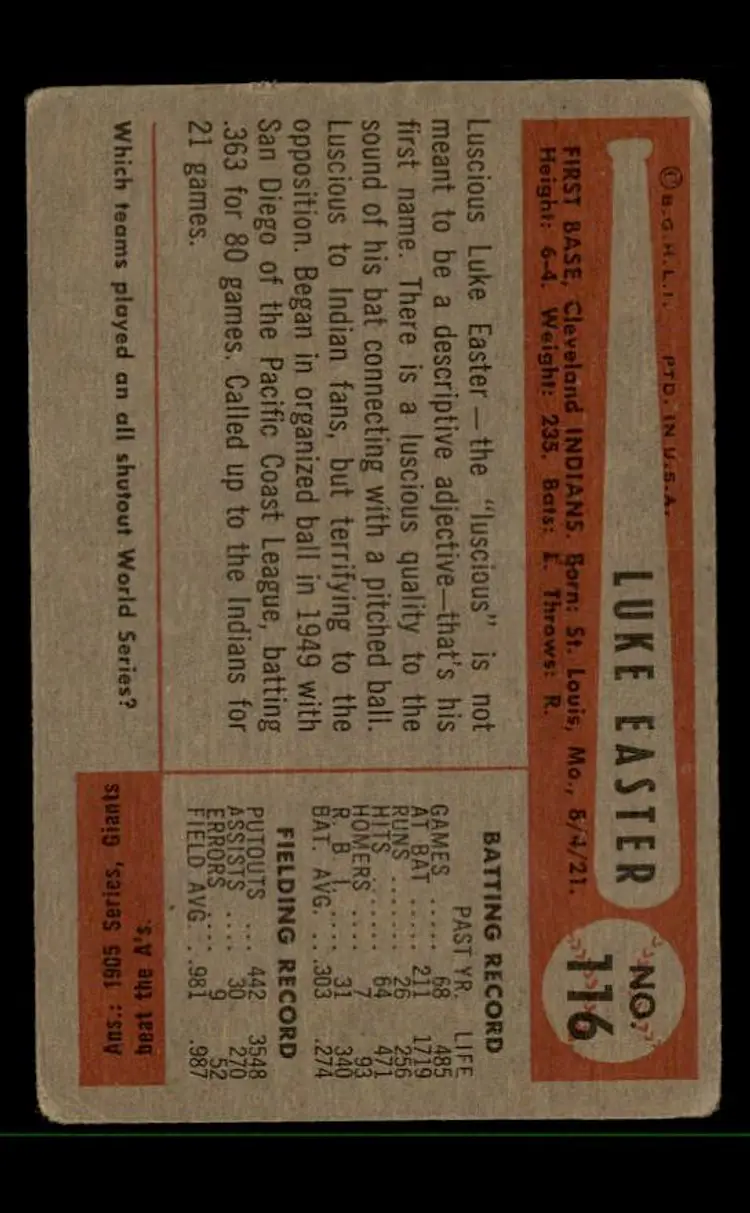 © B.G.H.L.I. PTD. IN U.S.A.
LUKE EASTER
NO.
116
FIRST BASE, Cleveland INDIANS. Born: St. Louis, Mo., 8/4/21.
Height: 6-4. Weight: 235. Bats: L. Throws: R.
Luscious Luke Easter—the "luscious" is not
meant to be a descriptive adjective—that's his
first name. There is a luscious quality to the
sound of his bat connecting with a pitched ball.
Luscious to Indian fans, but terrifying to the
opposition. Began in organized ball in 1949 with
San Diego of the Pacific Coast League, batting
.363 for 80 games. Called up to the Indians for
21 games.
BATTING RECORD
PAST YR. LIFE
GAMES ..... 68 485
AT BAT ..... 211 1719
RUNS ....... 26 256
HITS ...... 64 471
HOMERS .... 7 93
R. B. I. .... 31 340
BAT. AVG. ... .303 .274
FIELDING RECORD
PUTOUTS ... 442 3548
ASSISTS .... 30 270
ERRORS .... 9 52
FIELD AVG. . .981 .987
Which teams played an all shutout World Series?
Ans.: 1905 Series, Giants
beat the A's.